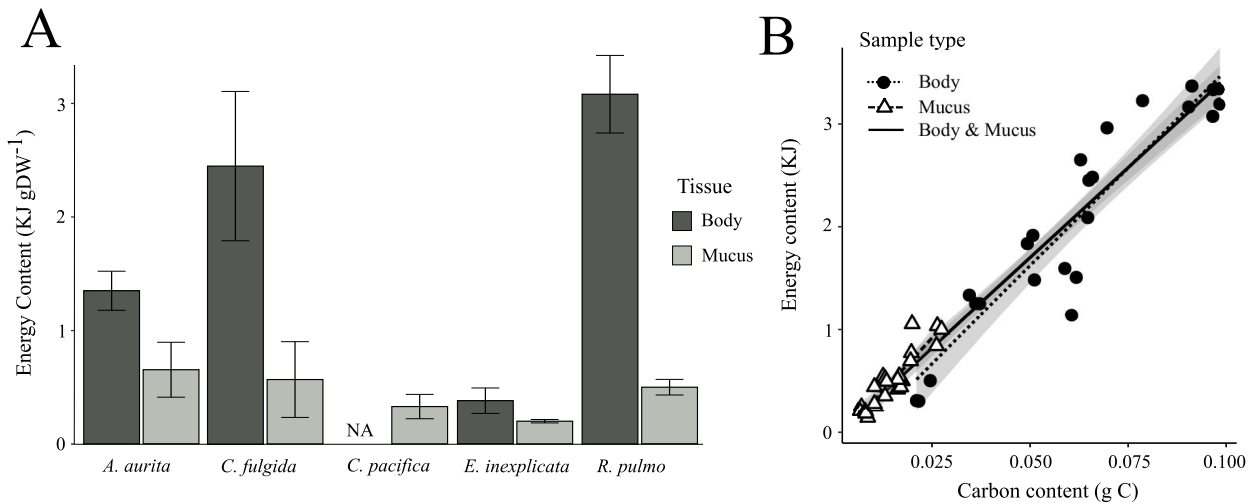 A
Energy Content (KJ gDW⁻¹)
3
2
1
0
NA
A. aurita
C. fulgida
C. pacifica
E. inexplicata
R. pulmo
Tissue
Body
Mucus
B
Sample type
Body
Mucus
Body & Mucus
Energy content (KJ)
3
2
1
0
0.025
0.050
0.075
0.100
Carbon content (g C)